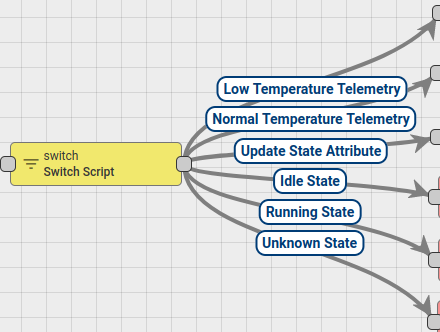 Low Temperature Telemetry
Normal Temperature Telemetry
Update State Attribute
switch
Switch Script
Idle State
Running State
Unknown State